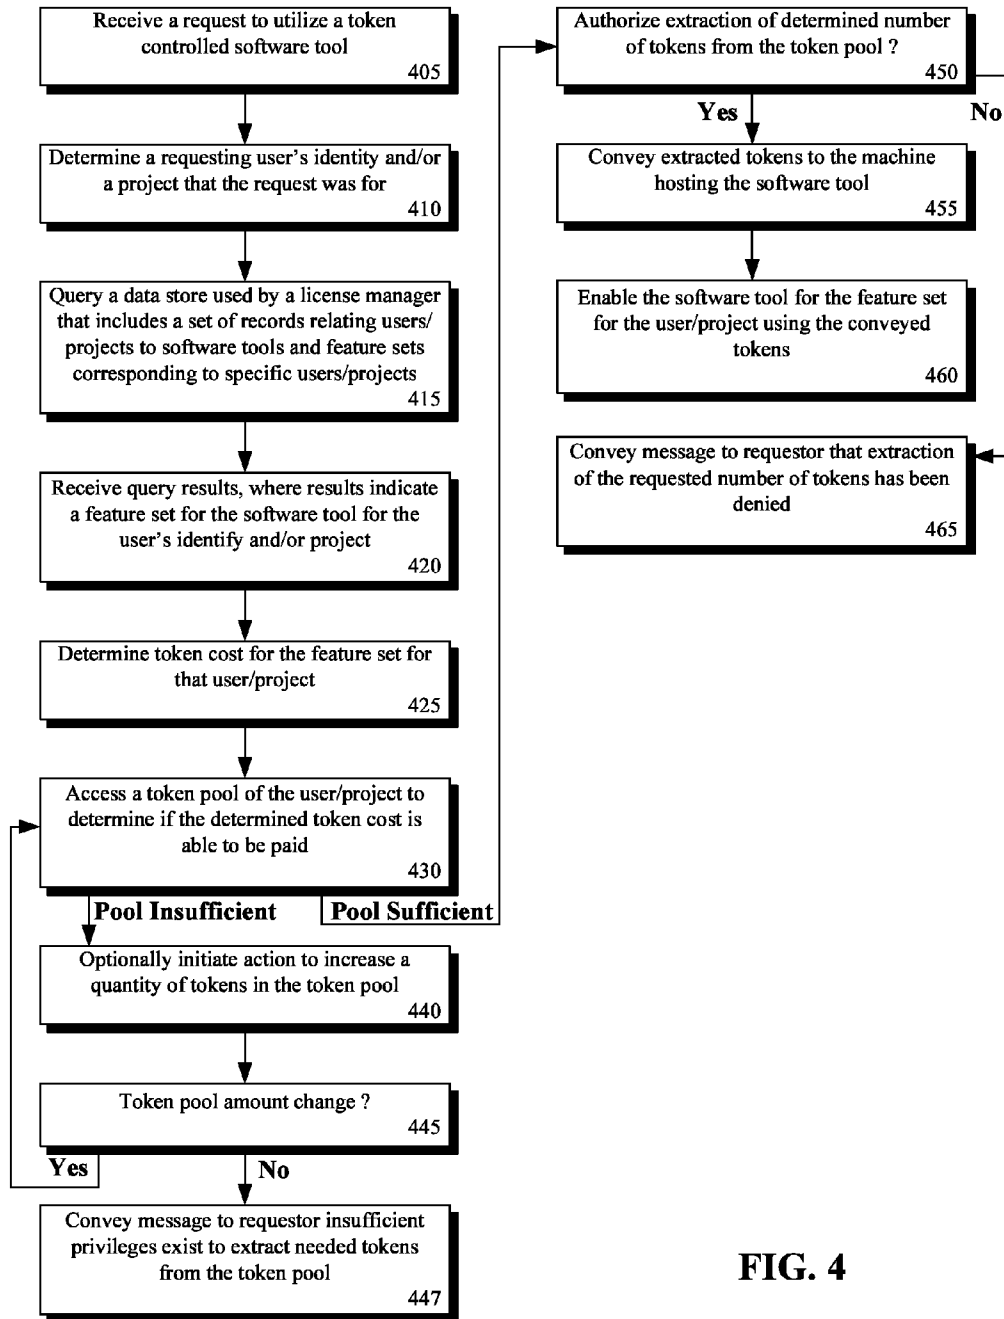 Receive a request to utilize a token
controlled software tool
405
Determine a requesting user's identity and/or
a project that the request was for
410
Query a data store used by a license manager
that includes a set of records relating users/
projects to software tools and feature sets
corresponding to specific users/projects
415
Receive query results, where results indicate
a feature set for the software tool for the
user's identify and/or project
420
Determine token cost for the feature set for
that user/project
425
Access a token pool of the user/project to
determine if the determined token cost is
able to be paid
430
Pool Insufficient
Pool Sufficient
Optionally initiate action to increase a
quantity of tokens in the token pool
440
Token pool amount change ?
445
Yes
No
Convey message to requestor insufficient
privileges exist to extract needed tokens
from the token pool
447
Authorize extraction of determined number
of tokens from the token pool ?
450
Yes
No
Convey extracted tokens to the machine
hosting the software tool
455
Enable the software tool for the feature set
for the user/project using the conveyed
tokens
460
Convey message to requestor that extraction
of the requested number of tokens has been
denied
465
FIG. 4